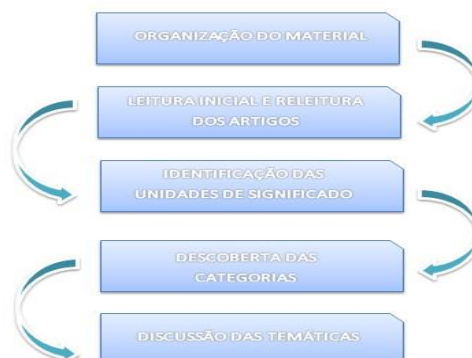 ORGANIZAÇÃO DO MATERIAL
LEITURA INICIAL E RELEITURA
DOS ARTIGOS
IDENTIFICAÇÃO DAS
UNIDADES DE SIGNIFICADO
DESCOBERTA DAS
CATEGORIAS
DISCUSSÃO DAS TEMÁTICAS